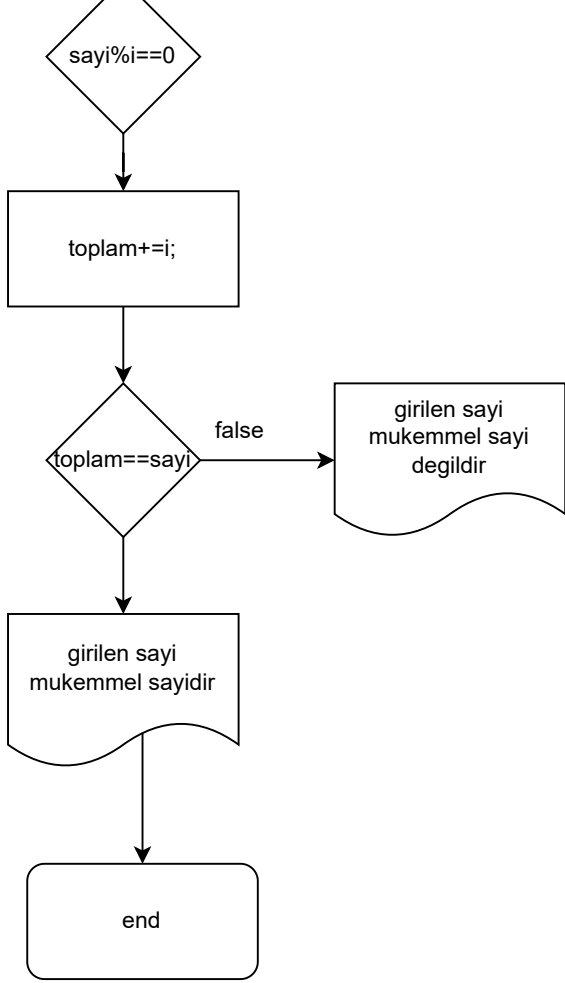 sayi%i==0
toplam+=i;
toplam==sayi
false
girilen sayi
mukemmel sayi
degildir
girilen sayi
mukemmel sayidir
end